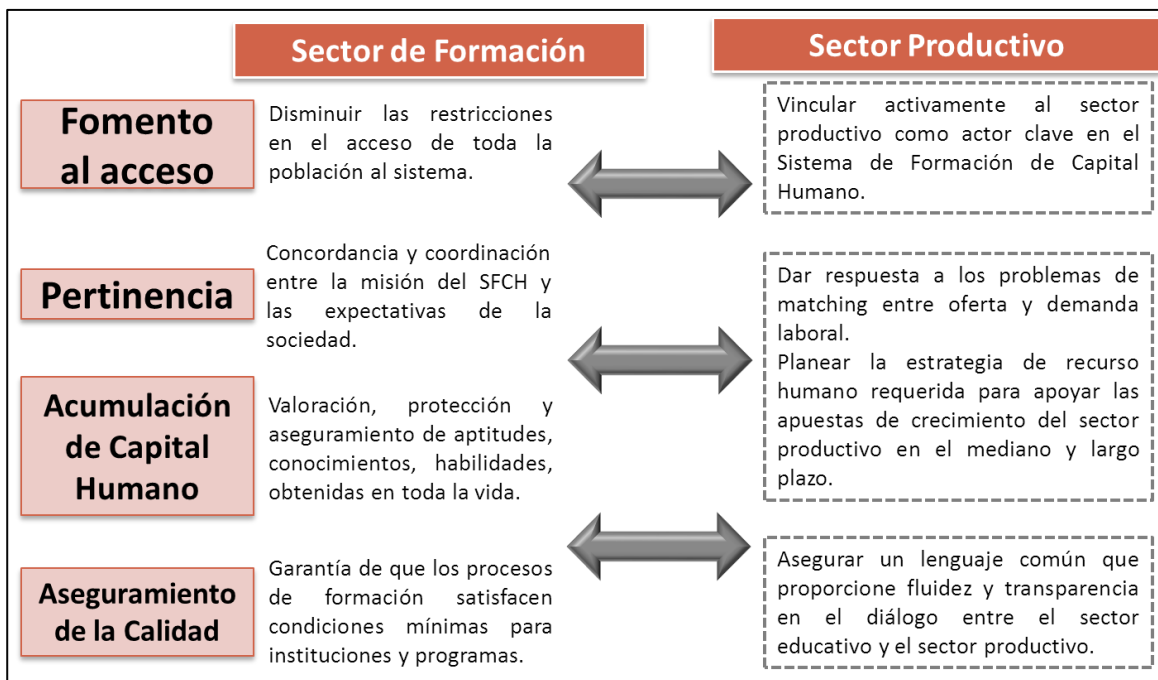 Sector de Formación
Sector Productivo
Fomento
al acceso
Disminuir las restricciones
en el acceso de toda la
población al sistema.
Vincular activamente al sector
productivo como actor clave en el
Sistema de Formación de Capital
Humano.
Pertinencia
Concordancia y coordinación
entre la misión del SFCH y
las expectativas de la
sociedad.
Dar respuesta a los problemas de
matching entre oferta y demanda
laboral.
Planear la estrategia de recurso
humano requerida para apoyar las
apuestas de crecimiento del sector
productivo en el mediano y largo
plazo.
Acumulación
de Capital
Humano
Valoración, protección y
aseguramiento de aptitudes,
conocimientos, habilidades,
obtenidas en toda la vida.
Aseguramiento
de la Calidad
Garantía de que los procesos
de formación satisfacen
condiciones mínimas para
instituciones y programas.
Asegurar un lenguaje común que
proporcione fluidez y transparencia
en el diálogo entre el sector
educativo y el sector productivo.